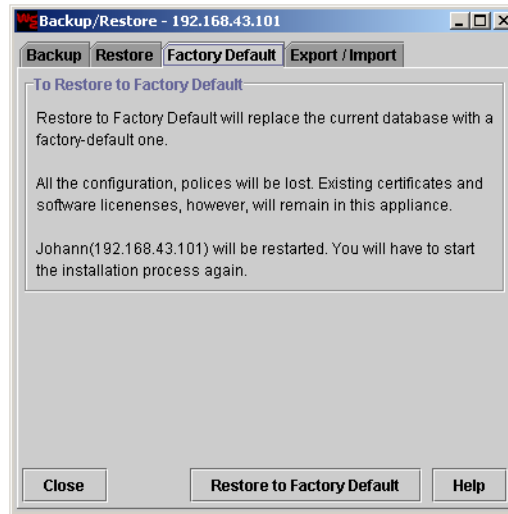 Backup/Restore - 192.168.43.101
Backup Restore Factory Default Export / Import
To Restore to Factory Default
Restore to Factory Default will replace the current database with a
factory-default one.
All the configuration, polices will be lost. Existing certificates and
software licenenses, however, will remain in this appliance.
Johann(192.168.43.101) will be restarted. You will have to start
the installation process again.
Close Restore to Factory Default Help